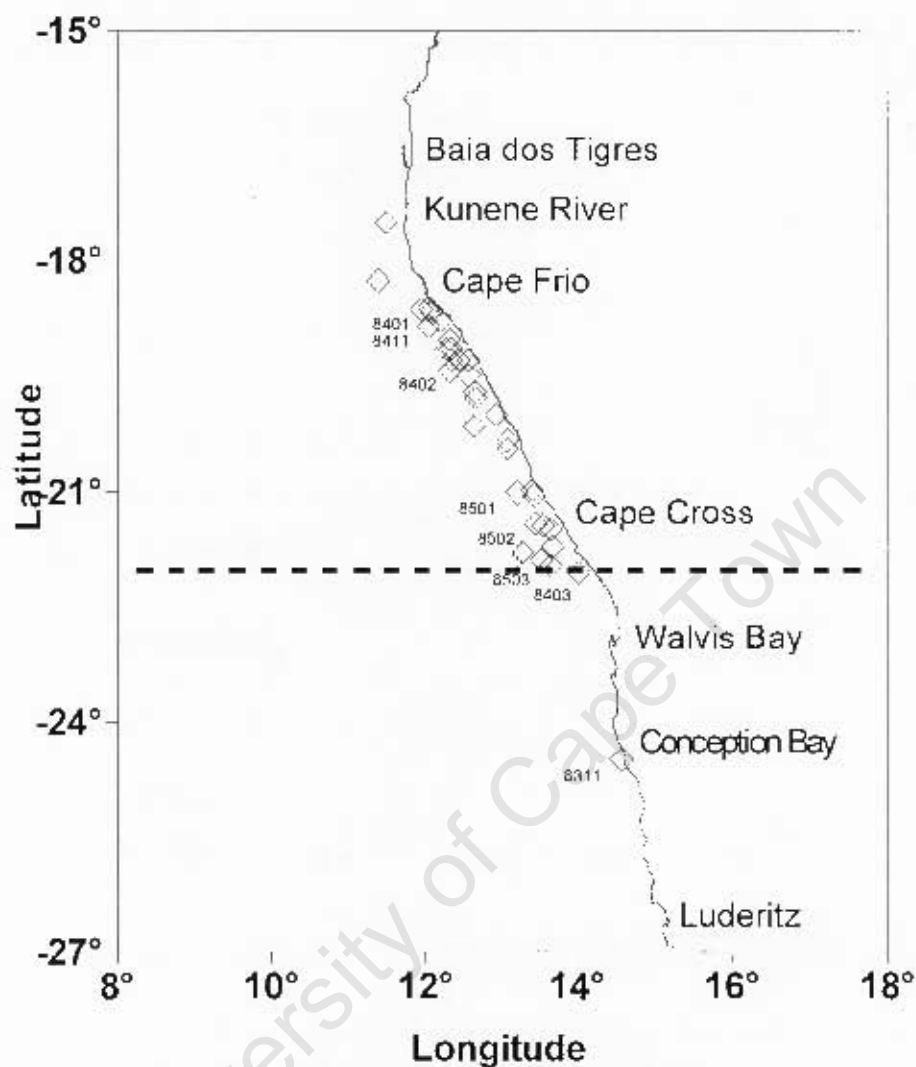 -15°
Baia dos Tigres
Kunene River
-18°
Cape Frio
8401
8411
8402
Latitude
-21°
8501
Cape Cross
8502
8503
8403
Walvis Bay
-24°
Conception Bay
8311
Luderitz
-27°
8° 10° 12° 14° 16° 18°
Longitude
University of Cape Town